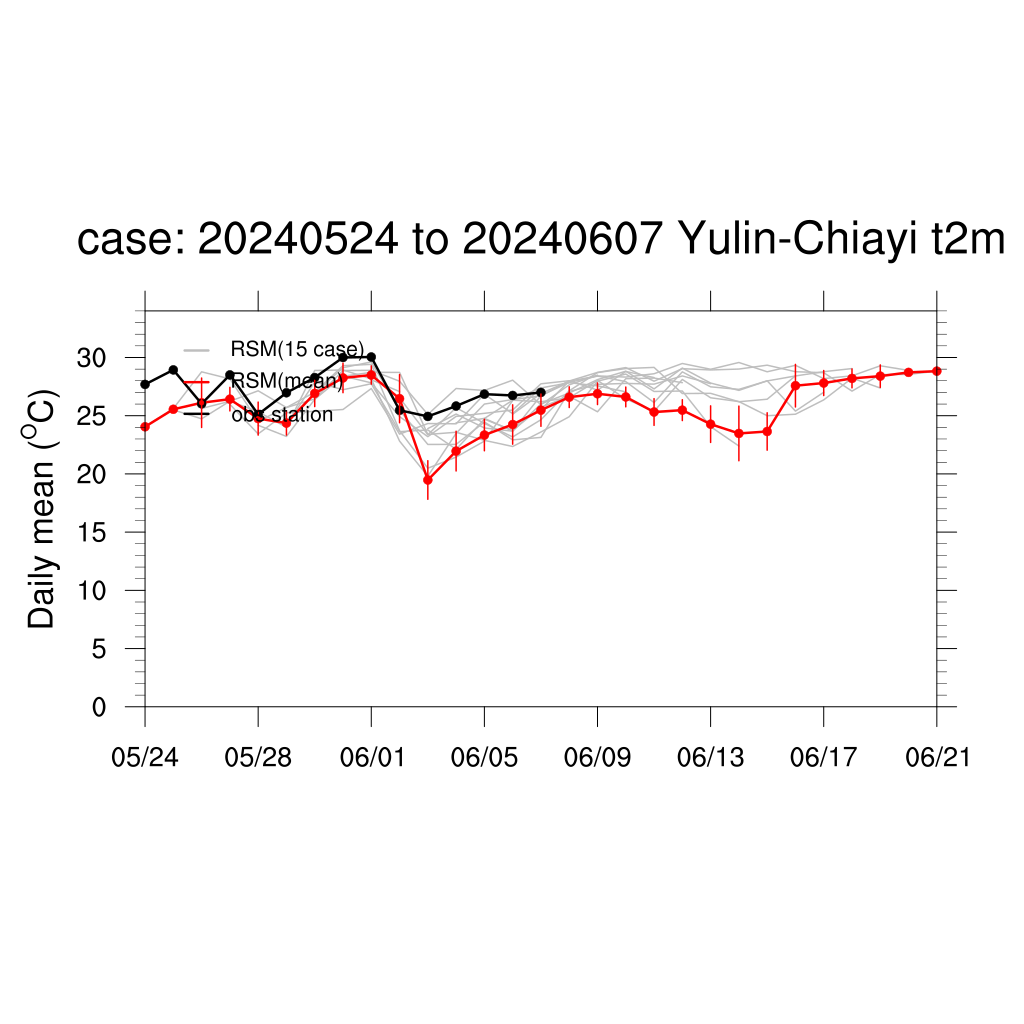 case: 20240524 to 20240607 Yulin-Chiayi t2m
Daily mean (OC)
30
25
20
15
10
5
0
RSM(15 case)
RSM(mean)
obs station
05/24 05/28 06/01 06/05 06/09 06/13 06/17 06/21